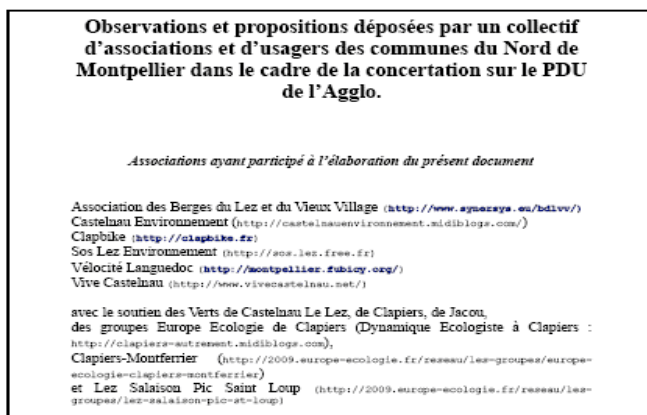 Observations et propositions déposées par un collectif
d'associations et d'usagers des communes du Nord de
Montpellier dans le cadre de la concertation sur le PDU
de l'Agglo.
Associations ayant participé à l'élaboration du présent document
Association des Berges du Lez et du Vieux Village (http://www.synersys.eu/bdlvv/)
Castelnau Environnement (http://castelnauenvironnement.midiblogs.com/)
Clapbike (http://clapbike.fr)
Sos Lez Environnement (http://sos.lez.free.fr)
Vélocité Languedoc (http://montpellier.fubicy.org/)
Vive Castelnau (http://www.vivecastelnau.net/)
avec le soutien des Verts de Castelnau Le Lez, de Clapiers, de Jacou,
des groupes Europe Ecologie de Clapiers (Dynamique Ecologiste à Clapiers :
http://clapiers-autrement.midiblogs.com),
Clapiers-Montferrier (http://2009.europe-ecologie.fr/reseau/les-groupes/europe-
ecologie-clapiers-montferrier)
et Lez Salaison Pic Saint Loup (http://2009.europe-ecologie.fr/reseau/les-
groupes/lez-salaison-pic-st-loup)